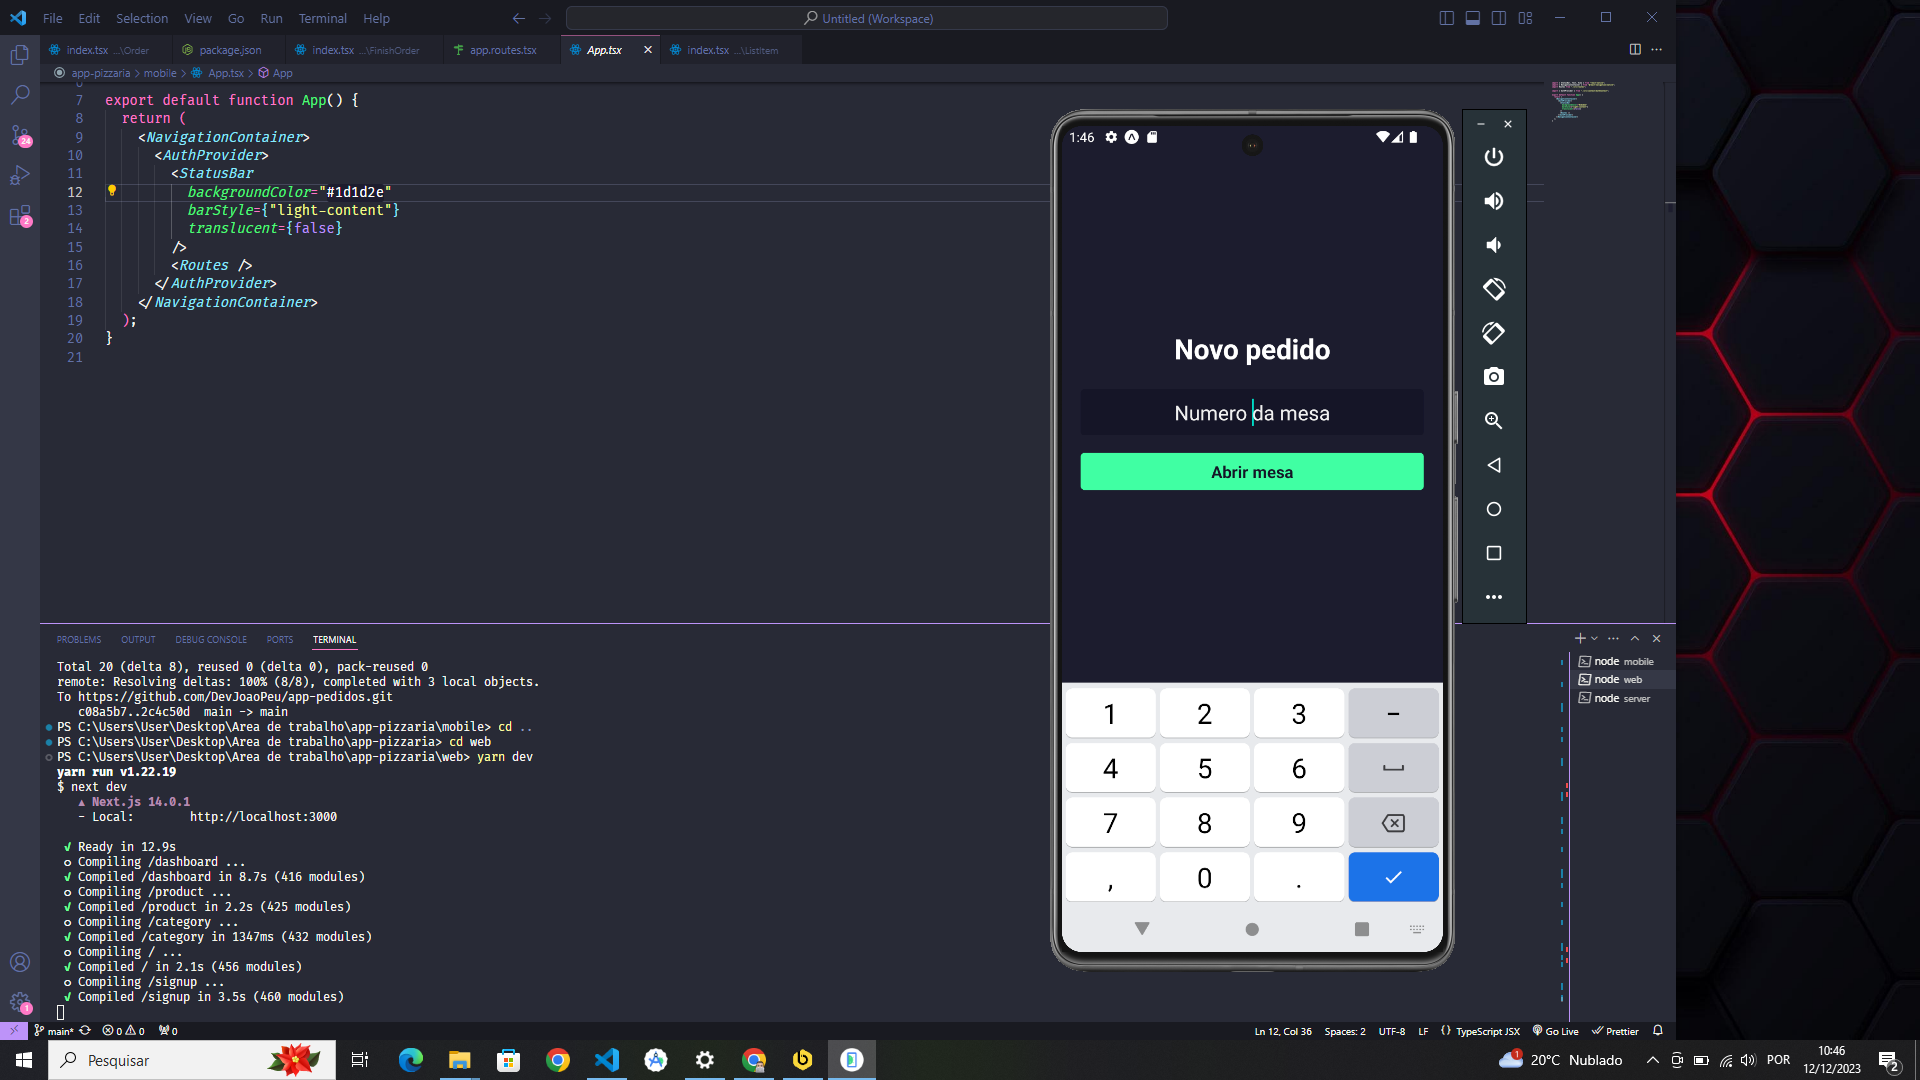 File Edit Selection View Go Run Terminal Help
Untitled (Workspace)
index.tsx ...\Order
package.json
index.tsx ...\FinishOrder
app.routes.tsx
App.tsx
index.tsx ...\ListItem
app-pizzaria > mobile > App.tsx > App
7 export default function App() {
8 return (
9 <NavigationContainer>
10 <AuthProvider>
11 <StatusBar
12 backgroundColor="#1d1d2e"
13 barStyle={"light-content"}
14 translucent={false}
15 />
16 <Routes />
17 </AuthProvider>
18 </NavigationContainer>
19 );
20 }
21
24
2
1
1:46
Novo pedido
Numero da mesa
Abrir mesa
1 2 3 -
4 5 6
7 8 9
, 0 .
PROBLEMS OUTPUT DEBUG CONSOLE PORTS TERMINAL
Total 20 (delta 8), reused 0 (delta 0), pack-reused 0
remote: Resolving deltas: 100% (8/8), completed with 3 local objects.
To https://github.com/DevJoaoPeu/app-pedidos.git
c08a5b7..2c4c50d main -> main
PS C:\Users\User\Desktop\Area de trabalho\app-pizzaria\mobile> cd ..
PS C:\Users\User\Desktop\Area de trabalho\app-pizzaria> cd web
PS C:\Users\User\Desktop\Area de trabalho\app-pizzaria\web> yarn dev
yarn run v1.22.19
$ next dev
▲ Next.js 14.0.1
- Local: http://localhost:3000
✓ Ready in 12.9s
○ Compiling /dashboard ...
✓ Compiled /dashboard in 8.7s (416 modules)
○ Compiling /product ...
✓ Compiled /product in 2.2s (425 modules)
○ Compiling /category ...
✓ Compiled /category in 1347ms (432 modules)
○ Compiling / ...
✓ Compiled / in 2.1s (456 modules)
○ Compiling /signup ...
✓ Compiled /signup in 3.5s (460 modules)
node mobile
node web
node server
main* 0 0 0
Ln 12, Col 36 Spaces: 2 UTF-8 LF {} TypeScript JSX Go Live Prettier
Pesquisar
1 20°C Nublado
POR
10:46
12/12/2023
2